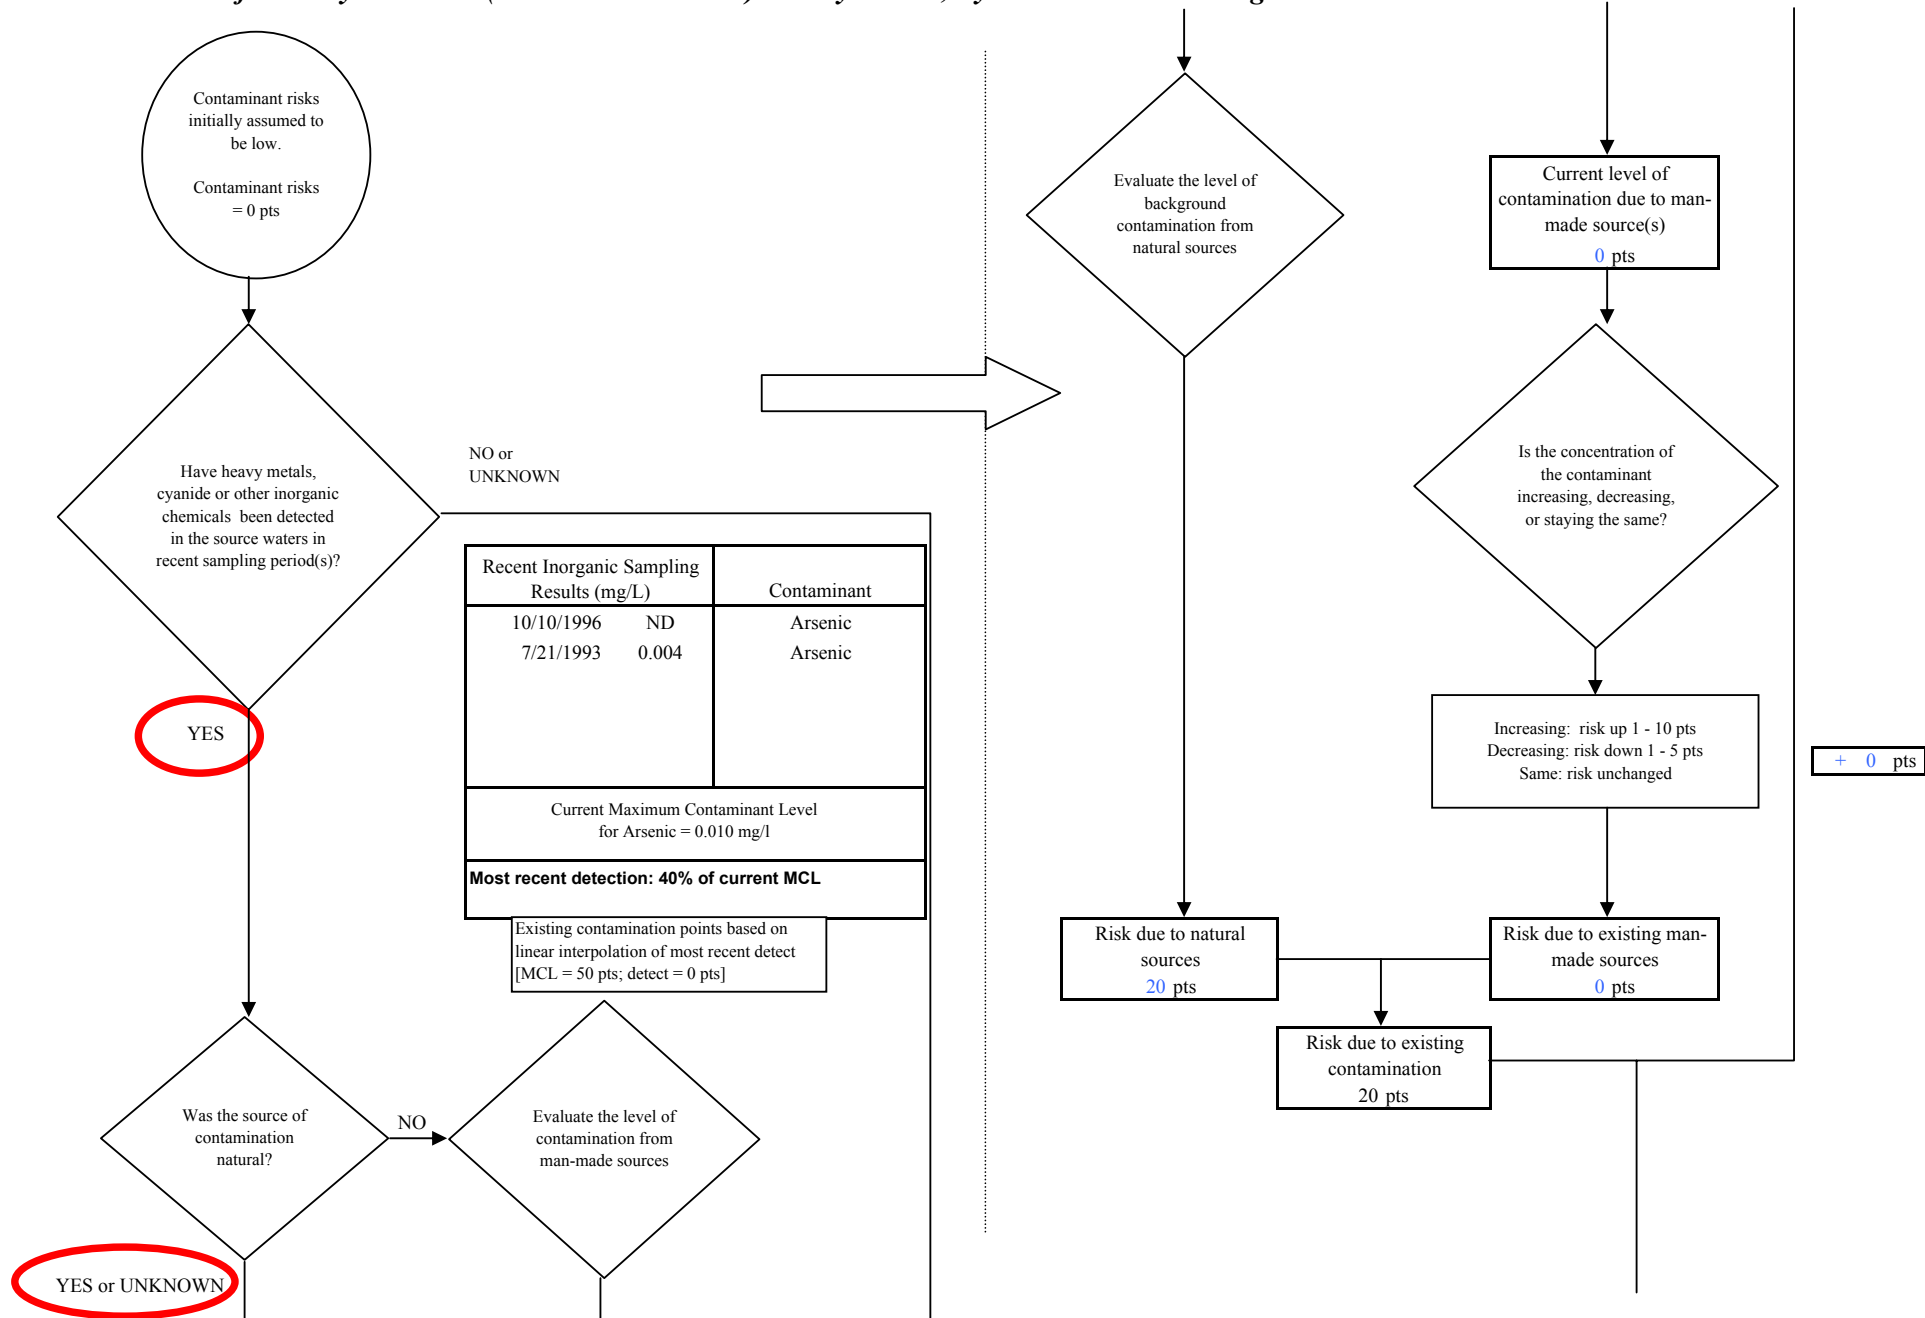 Contaminant risks
initially assumed to
be low.
Contaminant risks
= 0 pts
Have heavy metals,
cyanide or other inorganic
chemicals been detected
in the source waters in
recent sampling period(s)?
NO or
UNKNOWN
YES
Recent Inorganic Sampling
Results (mg/L)
Contaminant
10/10/1996 ND Arsenic
7/21/1993 0.004 Arsenic
Current Maximum Contaminant Level
for Arsenic = 0.010 mg/l
Most recent detection: 40% of current MCL
Existing contamination points based on
linear interpolation of most recent detect
[MCL = 50 pts; detect = 0 pts]
Was the source of
contamination
natural?
NO
Evaluate the level of
contamination from
man-made sources
YES or UNKNOWN
Evaluate the level of
background
contamination from
natural sources
Current level of
contamination due to man-
made source(s)
0 pts
Is the concentration of
the contaminant
increasing, decreasing,
or staying the same?
Increasing: risk up 1 - 10 pts
Decreasing: risk down 1 - 5 pts
Same: risk unchanged
+ 0 pts
Risk due to natural
sources
20 pts
Risk due to existing man-
made sources
0 pts
Risk due to existing
contamination
20 pts